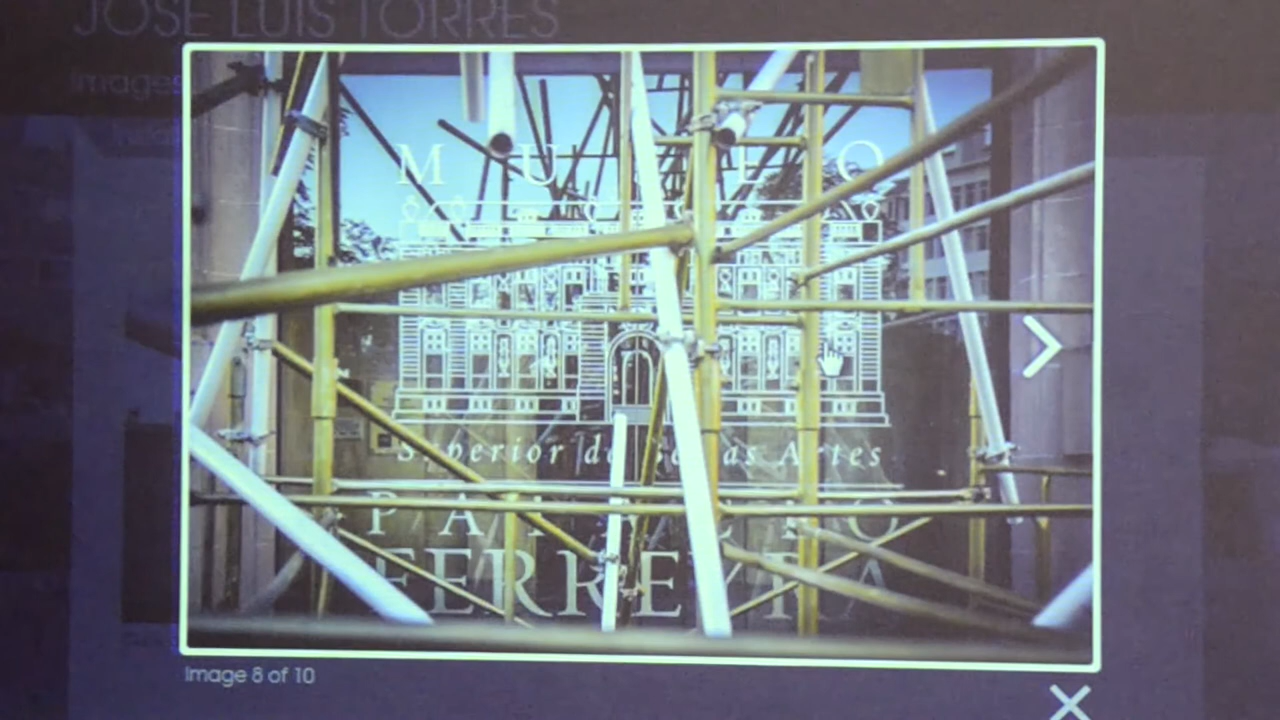 JOSE LUIS TORRES
Images
MUSEO
Superior de Bellas Artes
PALACIO
FERREYRA
Image 8 of 10